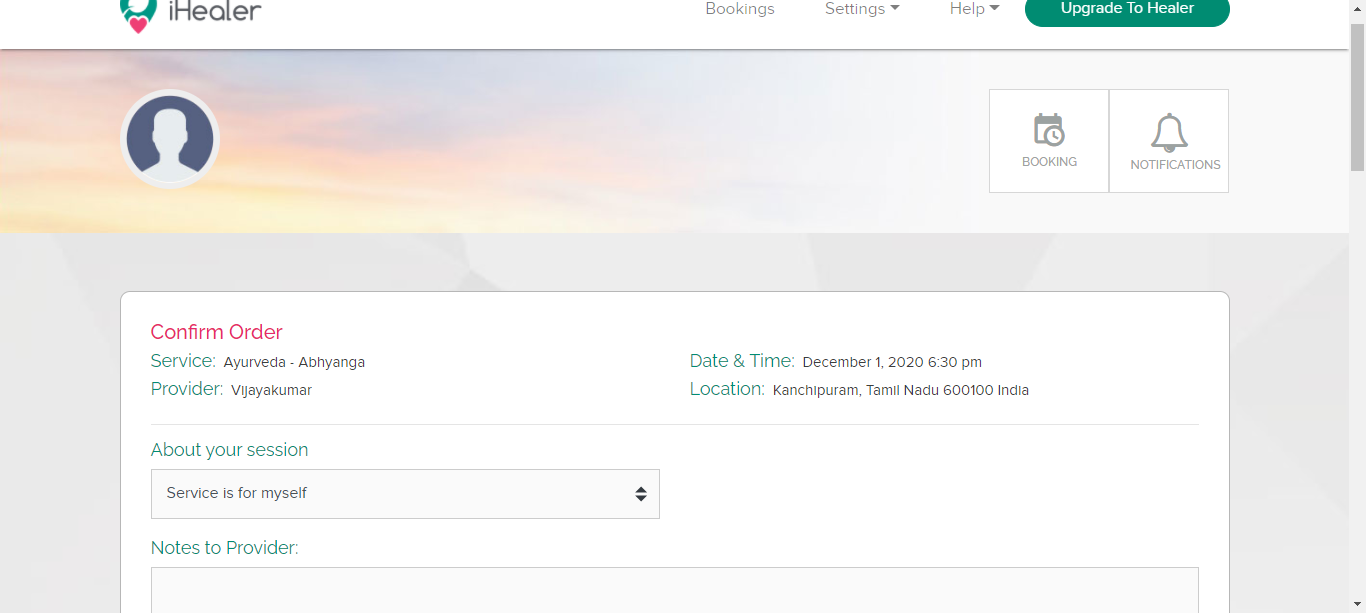 iHealer
Bookings Settings Help Upgrade To Healer
BOOKING NOTIFICATIONS
Confirm Order
Service: Ayurveda - Abhyanga Date & Time: December 1, 2020 6:30 pm
Provider: Vijayakumar Location: Kanchipuram, Tamil Nadu 600100 India
About your session
Service is for myself
Notes to Provider: